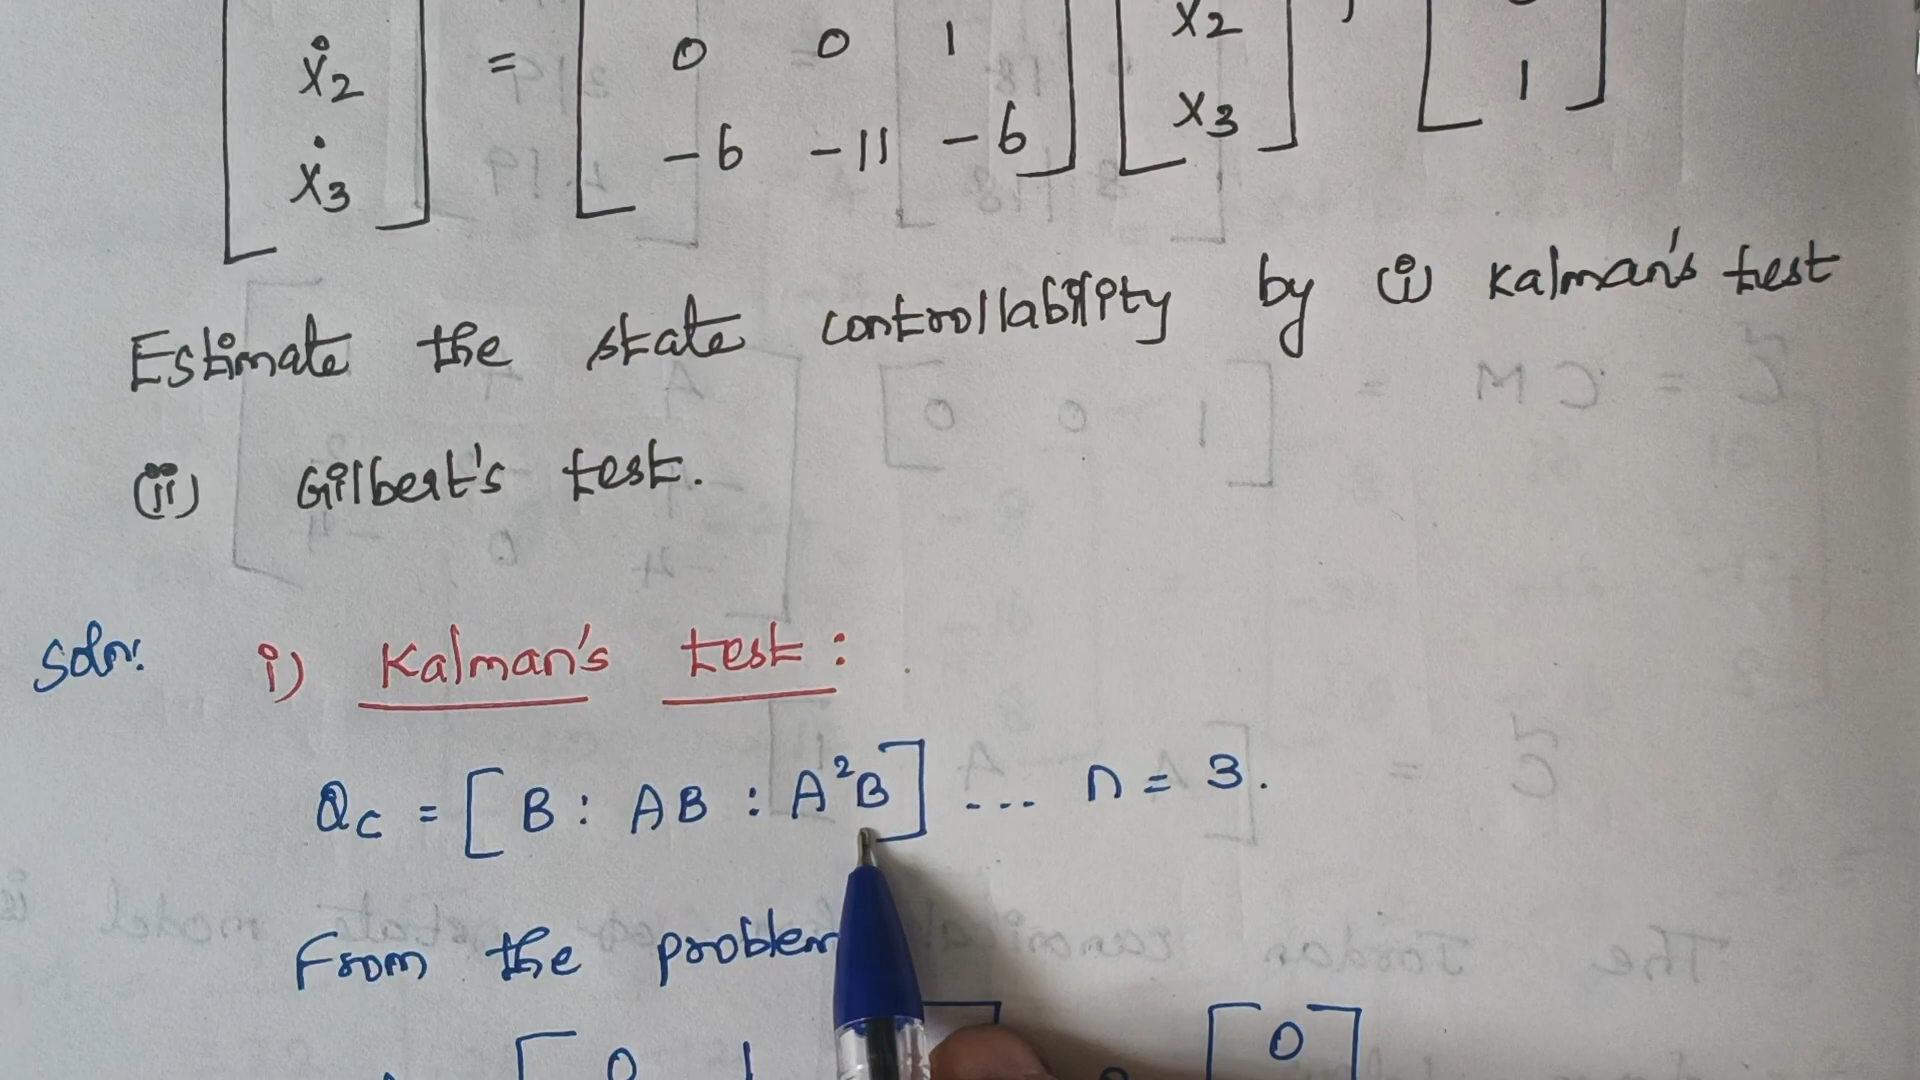 ẋ2 = 0 0 1 x2
ẋ3 -6 -11 -6 x3 1
Estimate the state controllability by (i) Kalman's test
(ii) Gilbert's test.
Soln: i) Kalman's test:
Qc = [ B : AB : A²B ] ... n = 3.
From the problem
0 1 0